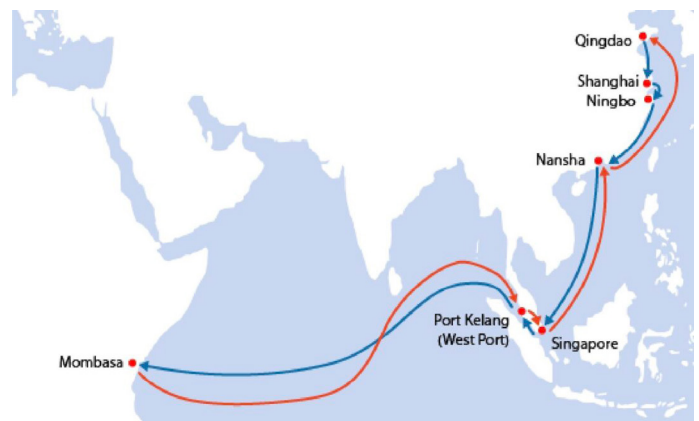 Qingdao
Shanghai
Ningbo
Nansha
Port Kelang
(West Port)
Singapore
Mombasa